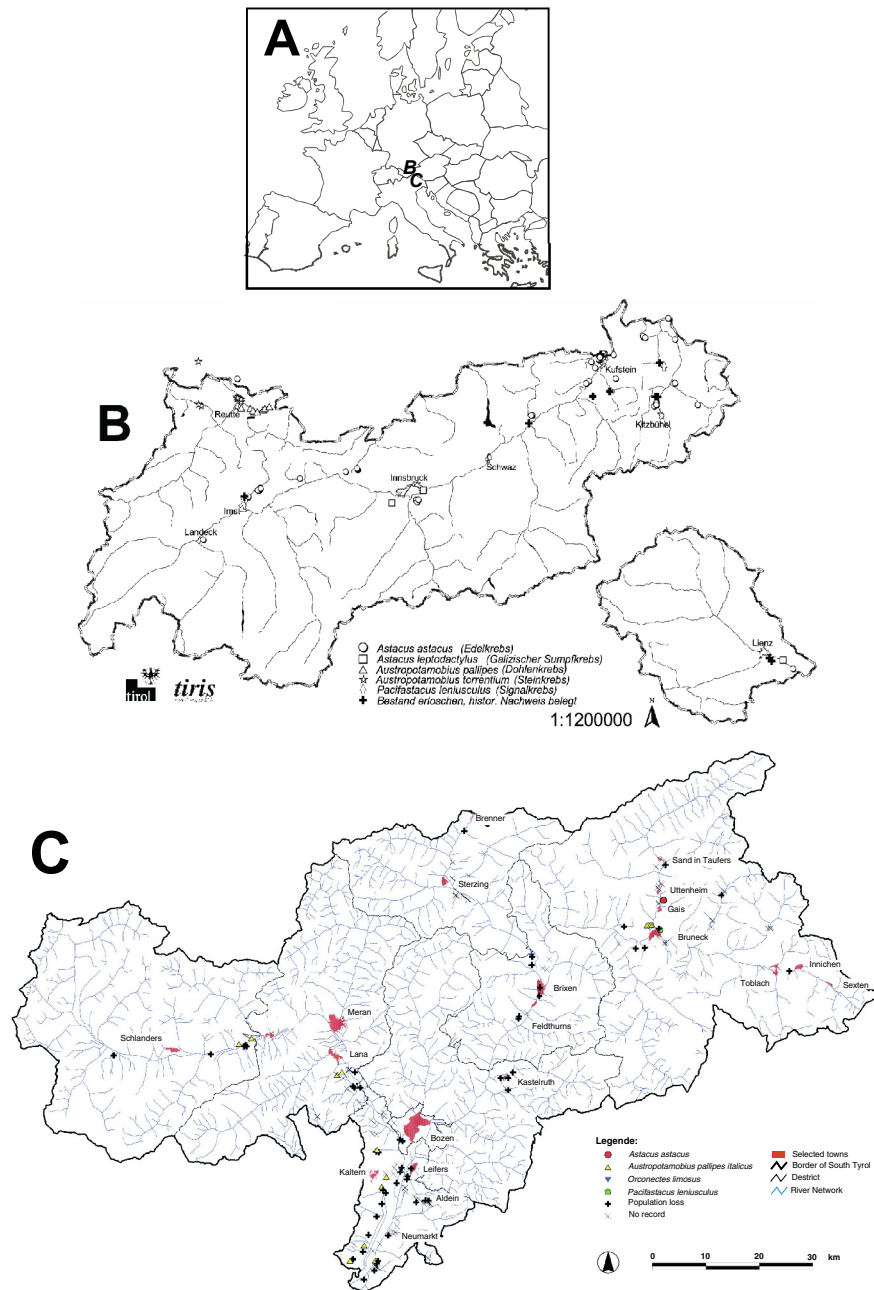 A
B
C
B
Kufstein
Reutte
Kitzbühel
Schwaz
Innsbruck
Imst
Landeck
Lienz
Astacus astacus (Edelkrebs)
Astacus leptodactylus (Galizischer Sumpfkrebs)
Austropotamobius pallipes (Dohlenkrebs)
Austropotamobius torrentium (Steinkrebs)
Pacifastacus leniusculus (Signalkrebs)
Bestand erloschen, histor. Nachweis belegt
tirol
tiris
N
1:1200000
C
Brenner
Sand in Taufers
Sterzing
Uttenheim
Gais
Bruneck
Innichen
Toblach
Sexten
Brixen
Feldthurns
Meran
Schlanders
Lana
Kastelruth
Bozen
Kaltern
Leifers
Aldein
Neumarkt
Legende:
Astacus astacus
Austropotamobius pallipes italicus
Orconectes limosus
Pacifastacus leniusculus
Population loss
No record
Selected towns
Border of South Tyrol
Destrict
River Network
0 10 20 30 km